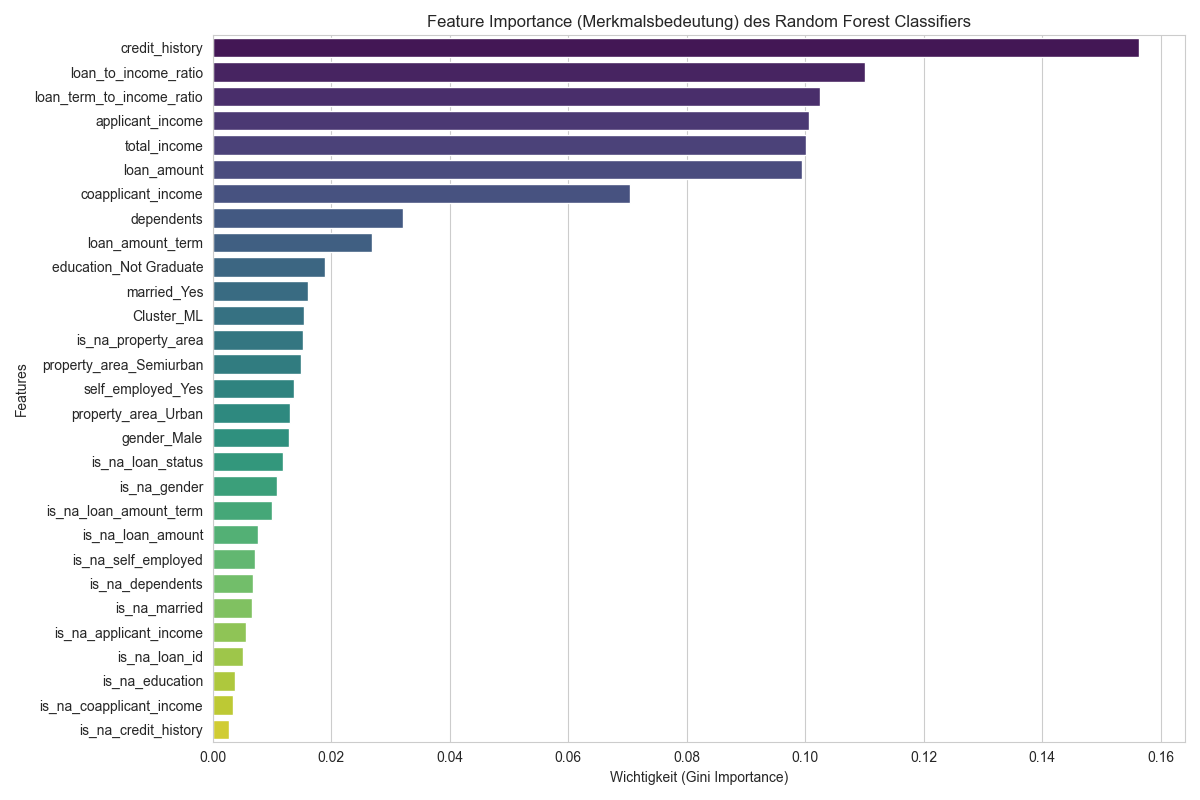 Feature Importance (Merkmalsbedeutung) des Random Forest Classifiers
credit_history
loan_to_income_ratio
loan_term_to_income_ratio
applicant_income
total_income
loan_amount
coapplicant_income
dependents
loan_amount_term
education_Not Graduate
married_Yes
Cluster_ML
is_na_property_area
property_area_Semiurban
self_employed_Yes
property_area_Urban
gender_Male
is_na_loan_status
is_na_gender
is_na_loan_amount_term
is_na_loan_amount
is_na_self_employed
is_na_dependents
is_na_married
is_na_applicant_income
is_na_loan_id
is_na_education
is_na_coapplicant_income
is_na_credit_history
Features
0.00 0.02 0.04 0.06 0.08 0.10 0.12 0.14 0.16
Wichtigkeit (Gini Importance)